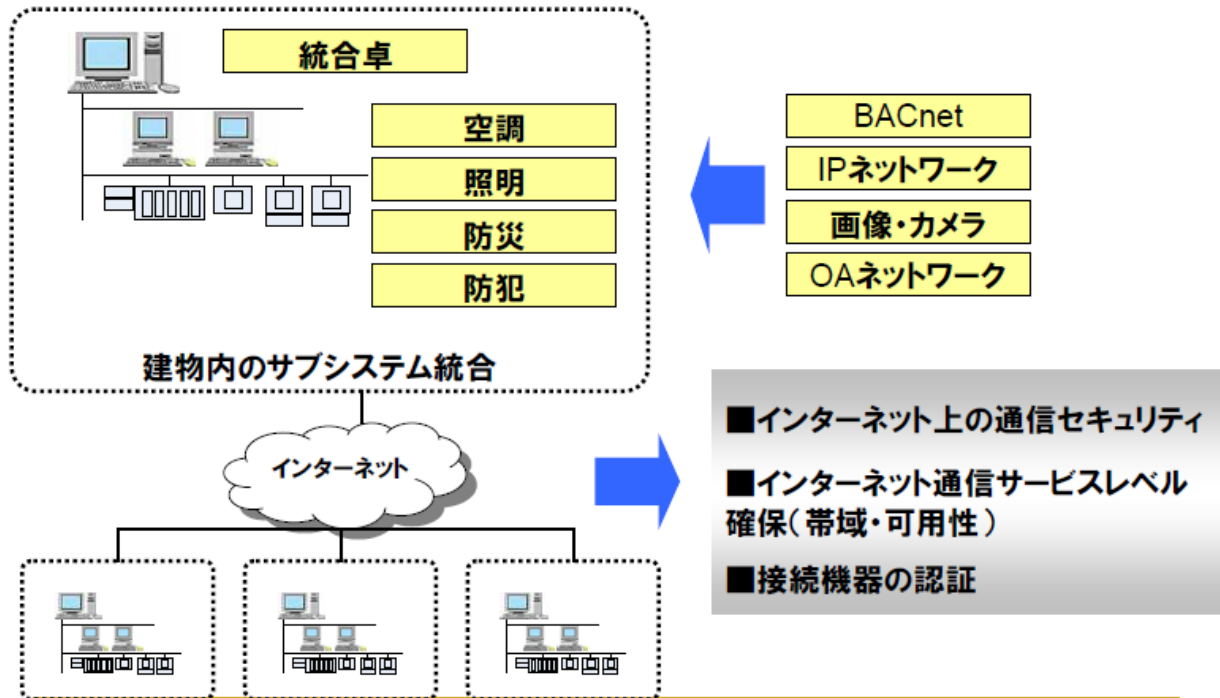 統合卓
空調
照明
防災
防犯
建物内のサブシステム統合
BACnet
IPネットワーク
画像・カメラ
OAネットワーク
インターネット
■インターネット上の通信セキュリティ
■インターネット通信サービスレベル
確保(帯域・可用性)
■接続機器の認証